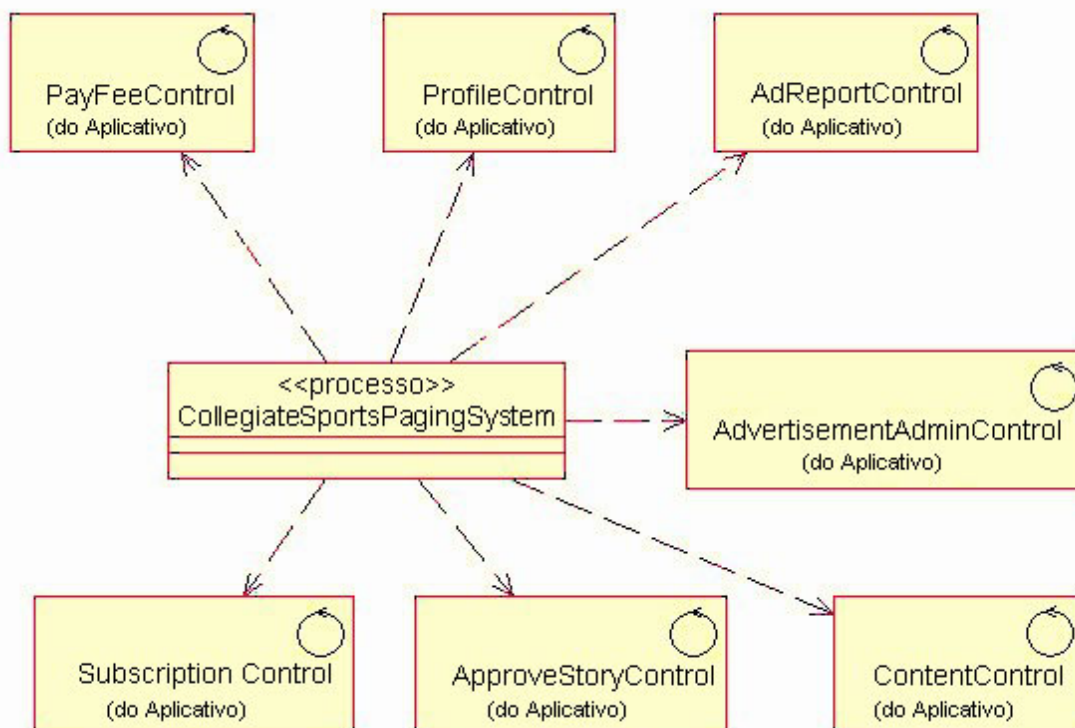 PayFeeControl
(do Aplicativo)
ProfileControl
(do Aplicativo)
AdReportControl
(do Aplicativo)
<<processo>>
CollegiateSportsPagingSystem
AdvertisementAdminControl
(do Aplicativo)
Subscription Control
(do Aplicativo)
ApproveStoryControl
(do Aplicativo)
ContentControl
(do Aplicativo)